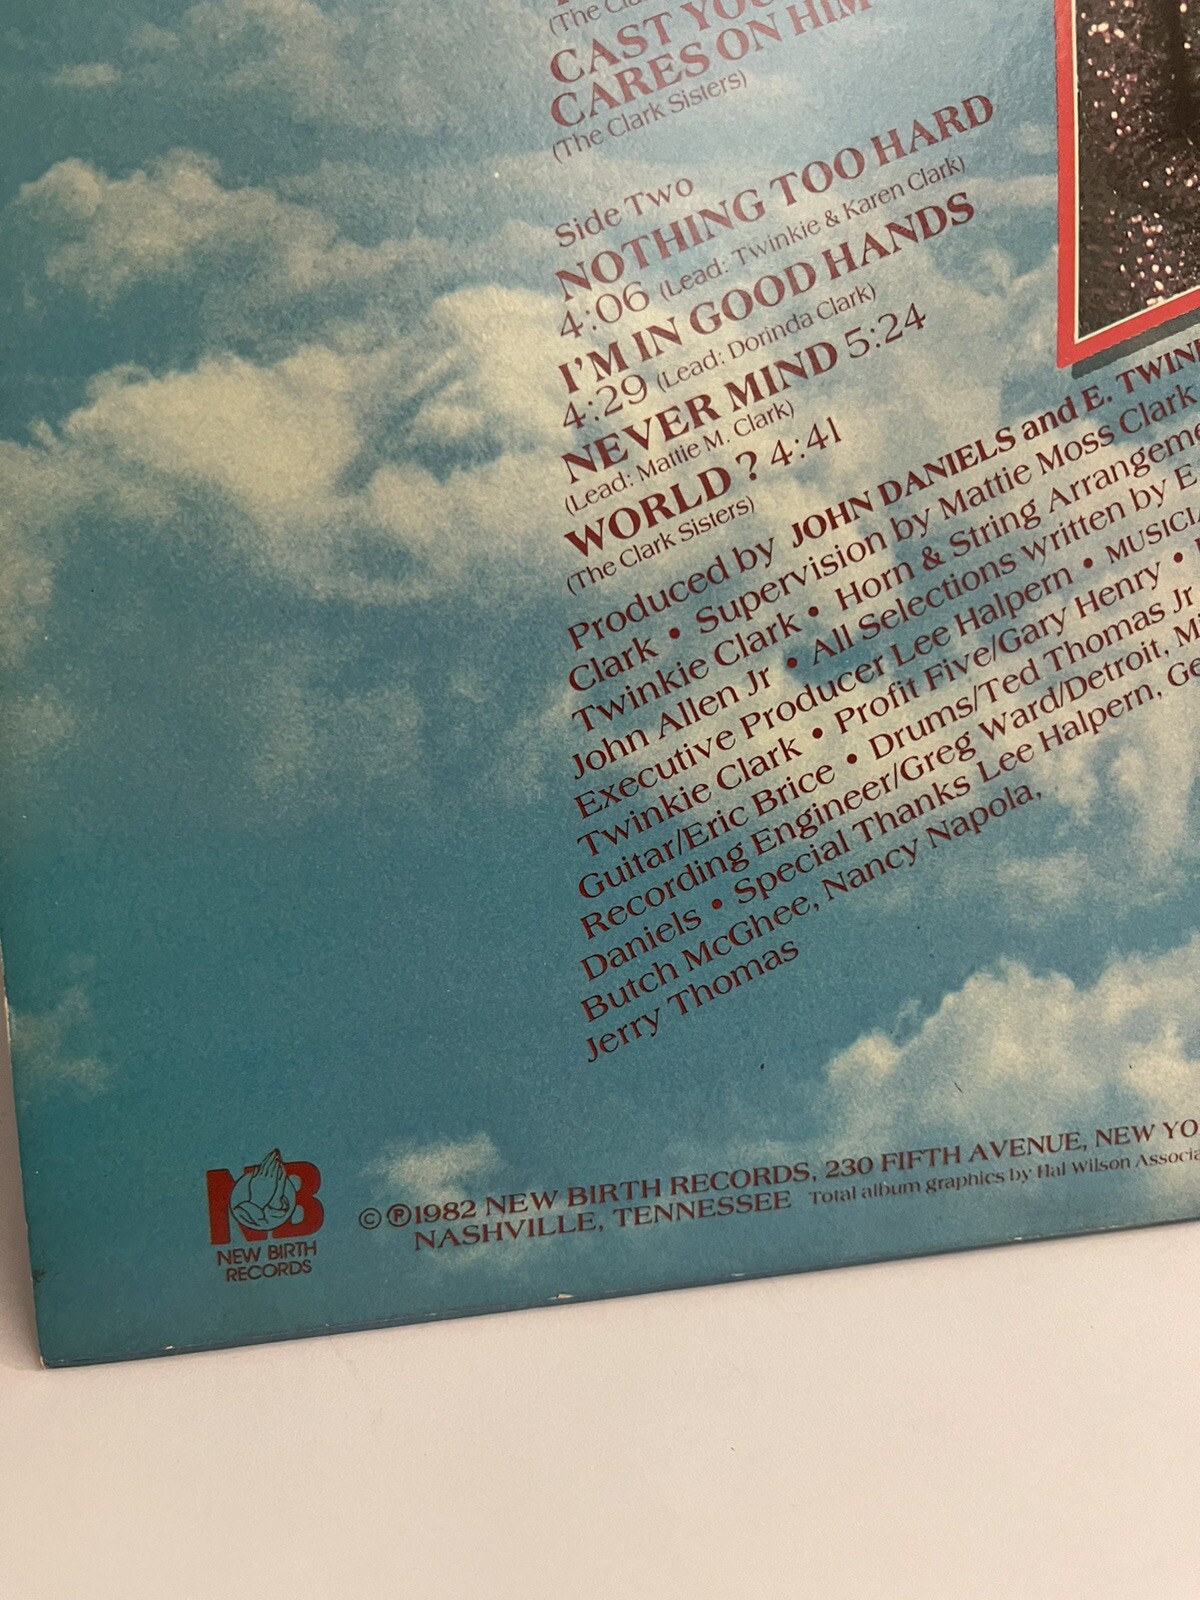 (The Cla
CAST YOU
CARES ON HIM
(The Clark Sisters)
Side Two
NOTHING TOO HARD
4:06 (Lead: Twinkie & Karen Clark)
I'M IN GOOD HANDS
4:29 (Lead: Dorinda Clark)
NEVER MIND 5:24
(Lead: Mattie M. Clark)
WORLD? 4:41
(The Clark Sisters)
Produced by JOHN DANIELS and E. TWIN
Clark • Supervision by Mattie Moss Clark
Twinkie Clark • Horn & String Arrangeme
John Allen Jr • All Selections written by E
Executive Producer Lee Halpern • MUSICIA
Twinkie Clark • Profit Five/Gary Henry •
Guitar/Eric Brice • Drums/Ted Thomas Jr
Recording Engineer/Greg Ward/Detroit, Mi
Daniels • Special Thanks Lee Halpern, Ge
Butch McGhee, Nancy Napola,
Jerry Thomas
NB
NEW BIRTH
RECORDS
©℗1982 NEW BIRTH RECORDS, 230 FIFTH AVENUE, NEW YO
NASHVILLE, TENNESSEE Total album graphics by Hal Wilson Associa